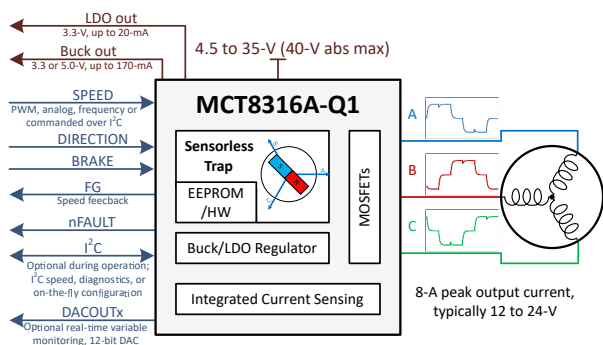 LDO out
3.3-V, up to 20-mA
Buck out
3.3 or 5.0-V, up to 170-mA
4.5 to 35-V (40-V abs max)
SPEED
PWM, analog, frequency or
commanded over I²C
DIRECTION
BRAKE
FG
Speed feecback
nFAULT
I²C
Optional during operation;
I²C speed, diagnostics, or
on-the-fly configuration
DACOUTx
Optional real-time variable
monitoring, 12-bit DAC
MCT8316A-Q1
Sensorless
Trap
EEPROM
/HW
A
B
C
S
N
MOSFETs
Buck/LDO Regulator
Integrated Current Sensing
A
B
C
8-A peak output current,
typically 12 to 24-V